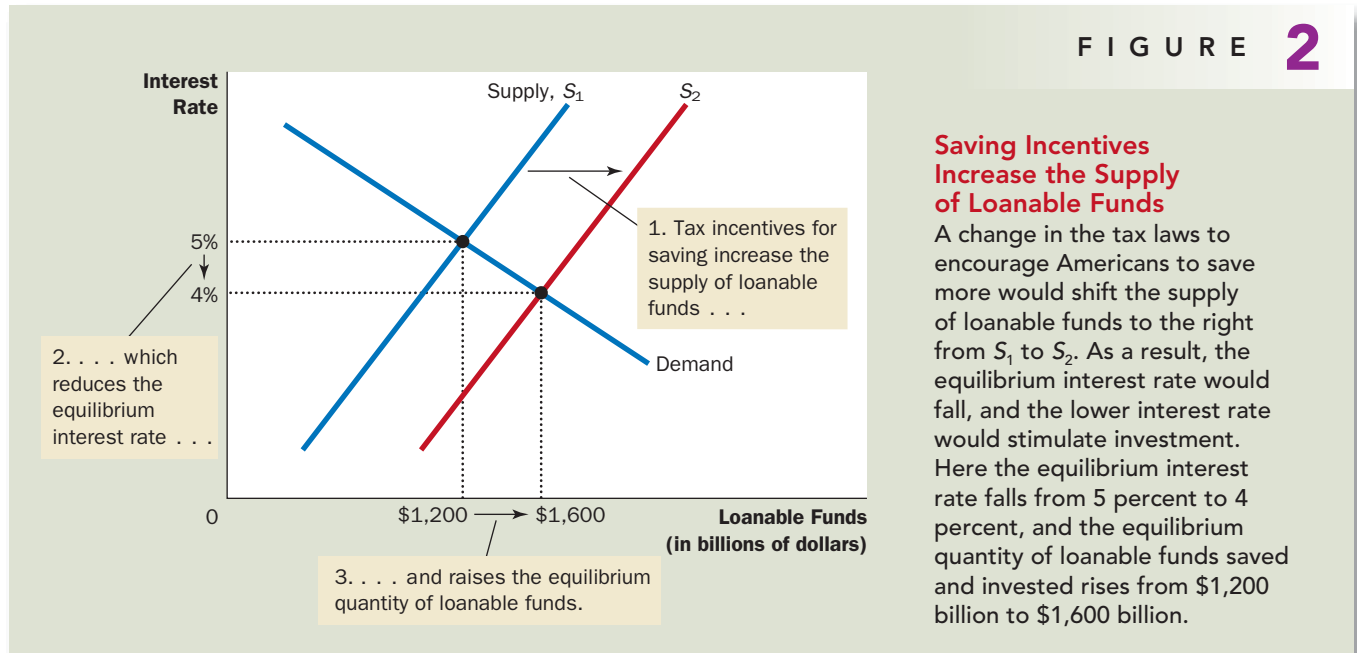 FIGURE 2
Interest
Rate
Supply, S1
S2
5%
4%
1. Tax incentives for
saving increase the
supply of loanable
funds . . .
2. . . . which
reduces the
equilibrium
interest rate . . .
Demand
0
$1,200
$1,600
Loanable Funds
(in billions of dollars)
3. . . . and raises the equilibrium
quantity of loanable funds.
Saving Incentives
Increase the Supply
of Loanable Funds
A change in the tax laws to
encourage Americans to save
more would shift the supply
of loanable funds to the right
from S1 to S2. As a result, the
equilibrium interest rate would
fall, and the lower interest rate
would stimulate investment.
Here the equilibrium interest
rate falls from 5 percent to 4
percent, and the equilibrium
quantity of loanable funds saved
and invested rises from $1,200
billion to $1,600 billion.